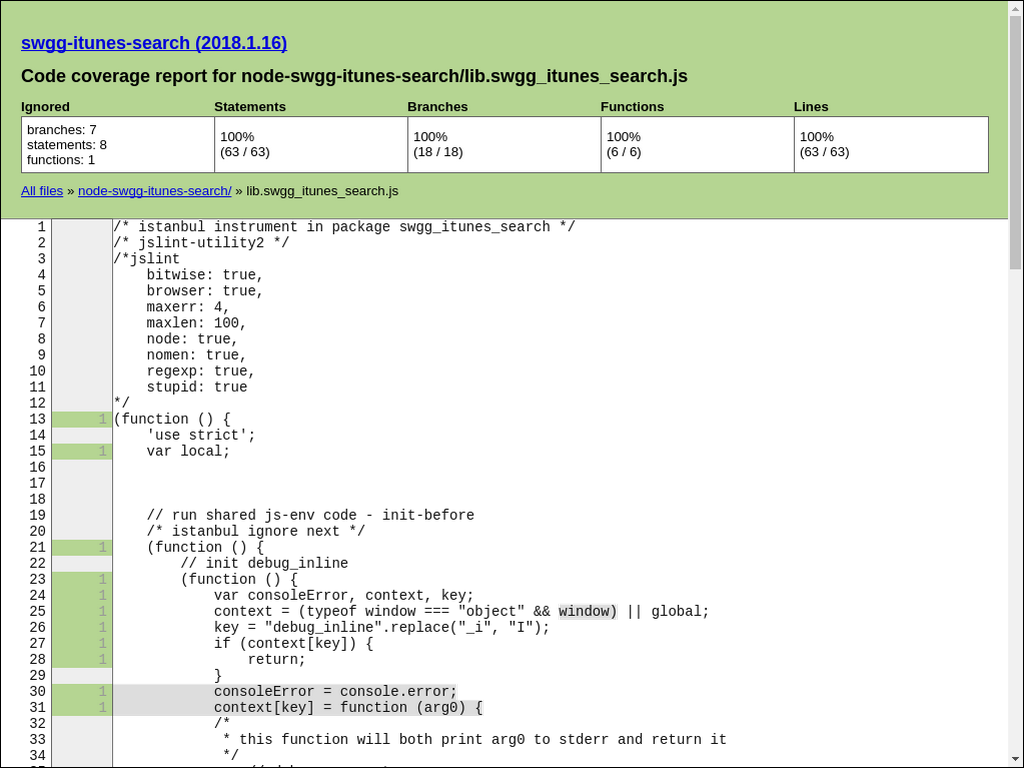 swgg-itunes-search (2018.1.16)
Code coverage report for node-swgg-itunes-search/lib.swgg_itunes_search.js
Ignored Statements Branches Functions Lines
branches: 7
statements: 8
functions: 1
100% 100% 100% 100%
(63 / 63) (18 / 18) (6 / 6) (63 / 63)
All files » node-swgg-itunes-search/ » lib.swgg_itunes_search.js
1 /* istanbul instrument in package swgg_itunes_search */
2 /* jslint-utility2 */
3 /*jslint
4     bitwise: true,
5     browser: true,
6     maxerr: 4,
7     maxlen: 100,
8     node: true,
9     nomen: true,
10     regexp: true,
11     stupid: true
12 */
13 1 (function () {
14     'use strict';
15 1     var local;
16
17
18
19     // run shared js-env code - init-before
20     /* istanbul ignore next */
21 1     (function () {
22         // init debug_inline
23 1         (function () {
24 1             var consoleError, context, key;
25 1             context = (typeof window === "object" && window) || global;
26 1             key = "debug_inline".replace("_i", "I");
27 1             if (context[key]) {
28 1                 return;
29             }
30 1             consoleError = console.error;
31 1             context[key] = function (arg0) {
32             /*
33              * this function will both print arg0 to stderr and return it
34              */